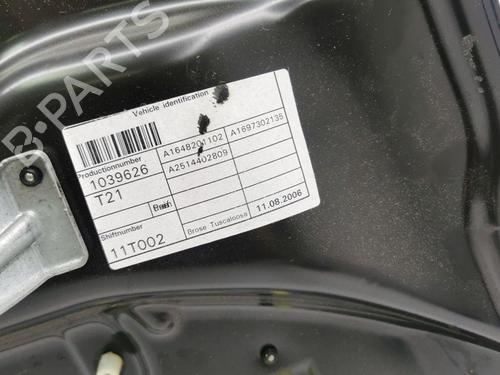 Vehicle identification
Productionnumber
1039626
T21
A1648201102
A2514402809
A1697302135
Shiftnumber
11T002
Brose Tuscaloosa
11.08.2006
B-PARTS